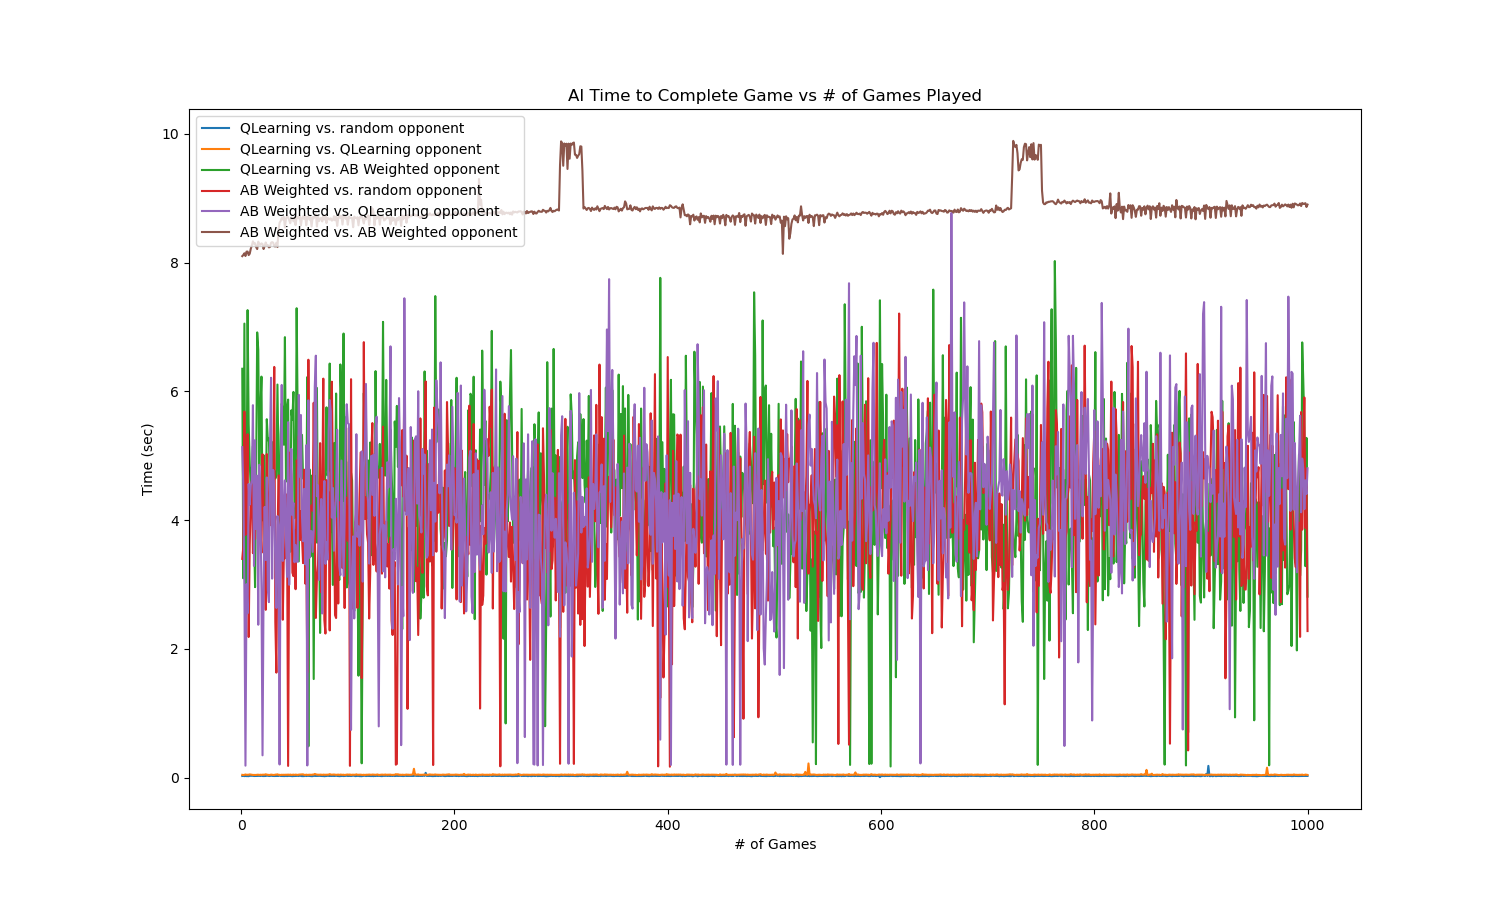 AI Time to Complete Game vs # of Games Played
QLearning vs. random opponent
QLearning vs. QLearning opponent
QLearning vs. AB Weighted opponent
AB Weighted vs. random opponent
AB Weighted vs. QLearning opponent
AB Weighted vs. AB Weighted opponent
10
8
6
4
2
0
Time (sec)
0 200 400 600 800 1000
# of Games